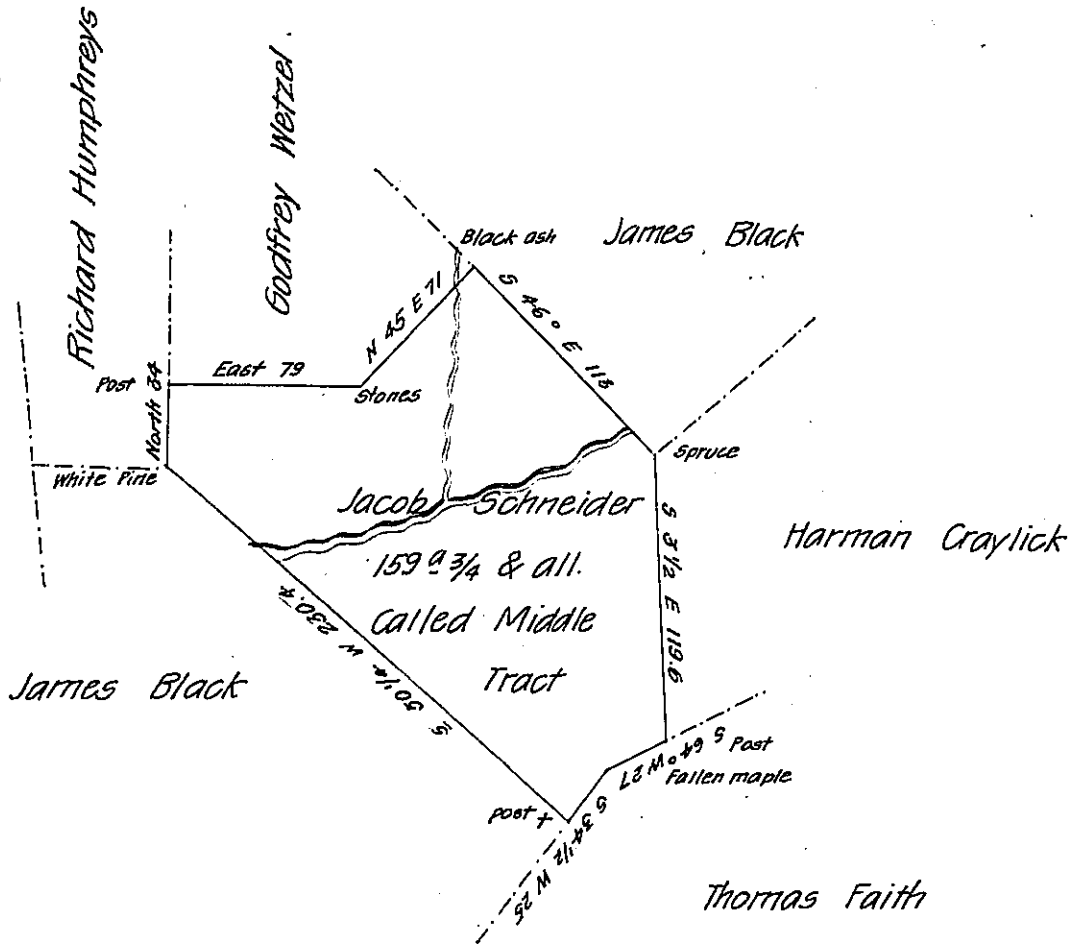 Richard Humphreys
Godfrey Wetzel.
Black ash
James Black
N 45 E 71
S 46° E 113
Post
East 79
Stones
North 34
White Pine
Spruce
Jacob Schneider
S 3 1/2 E 119.6
Harman Craylick
159 a 3/4 & all.
Called Middle
Tract
S 50 1/4 W 230.4
James Black
S 64° W 27
Post
Fallen maple
post +
S 34 1/2 W 25
Thomas Faith